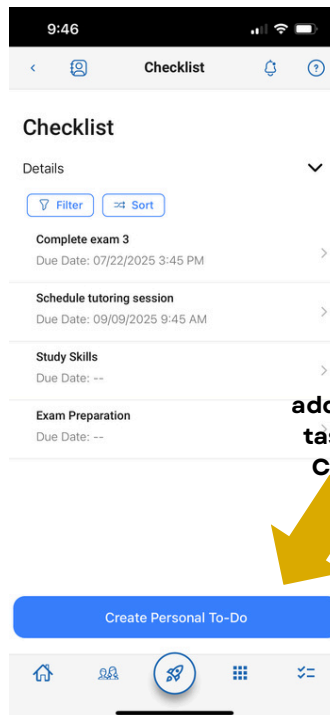 9:46
Checklist
Checklist
Details
Filter
Sort
Complete exam 3
Due Date: 07/22/2025 3:45 PM
Schedule tutoring session
Due Date: 09/09/2025 9:45 AM
Study Skills
Due Date: --
Exam Preparation
Due Date: --
Create Personal To-Do